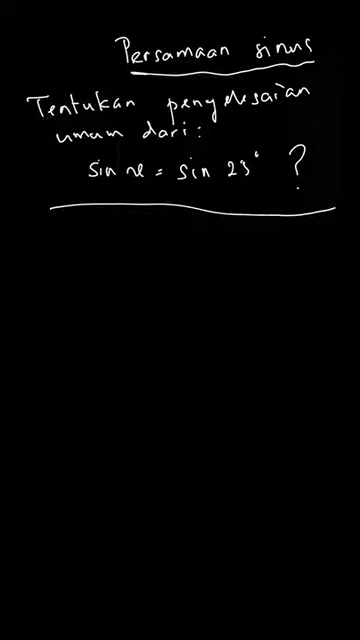 Persamaan sinus
Tentukan penyelesaian
umum dari:
sin x = sin 23° ?